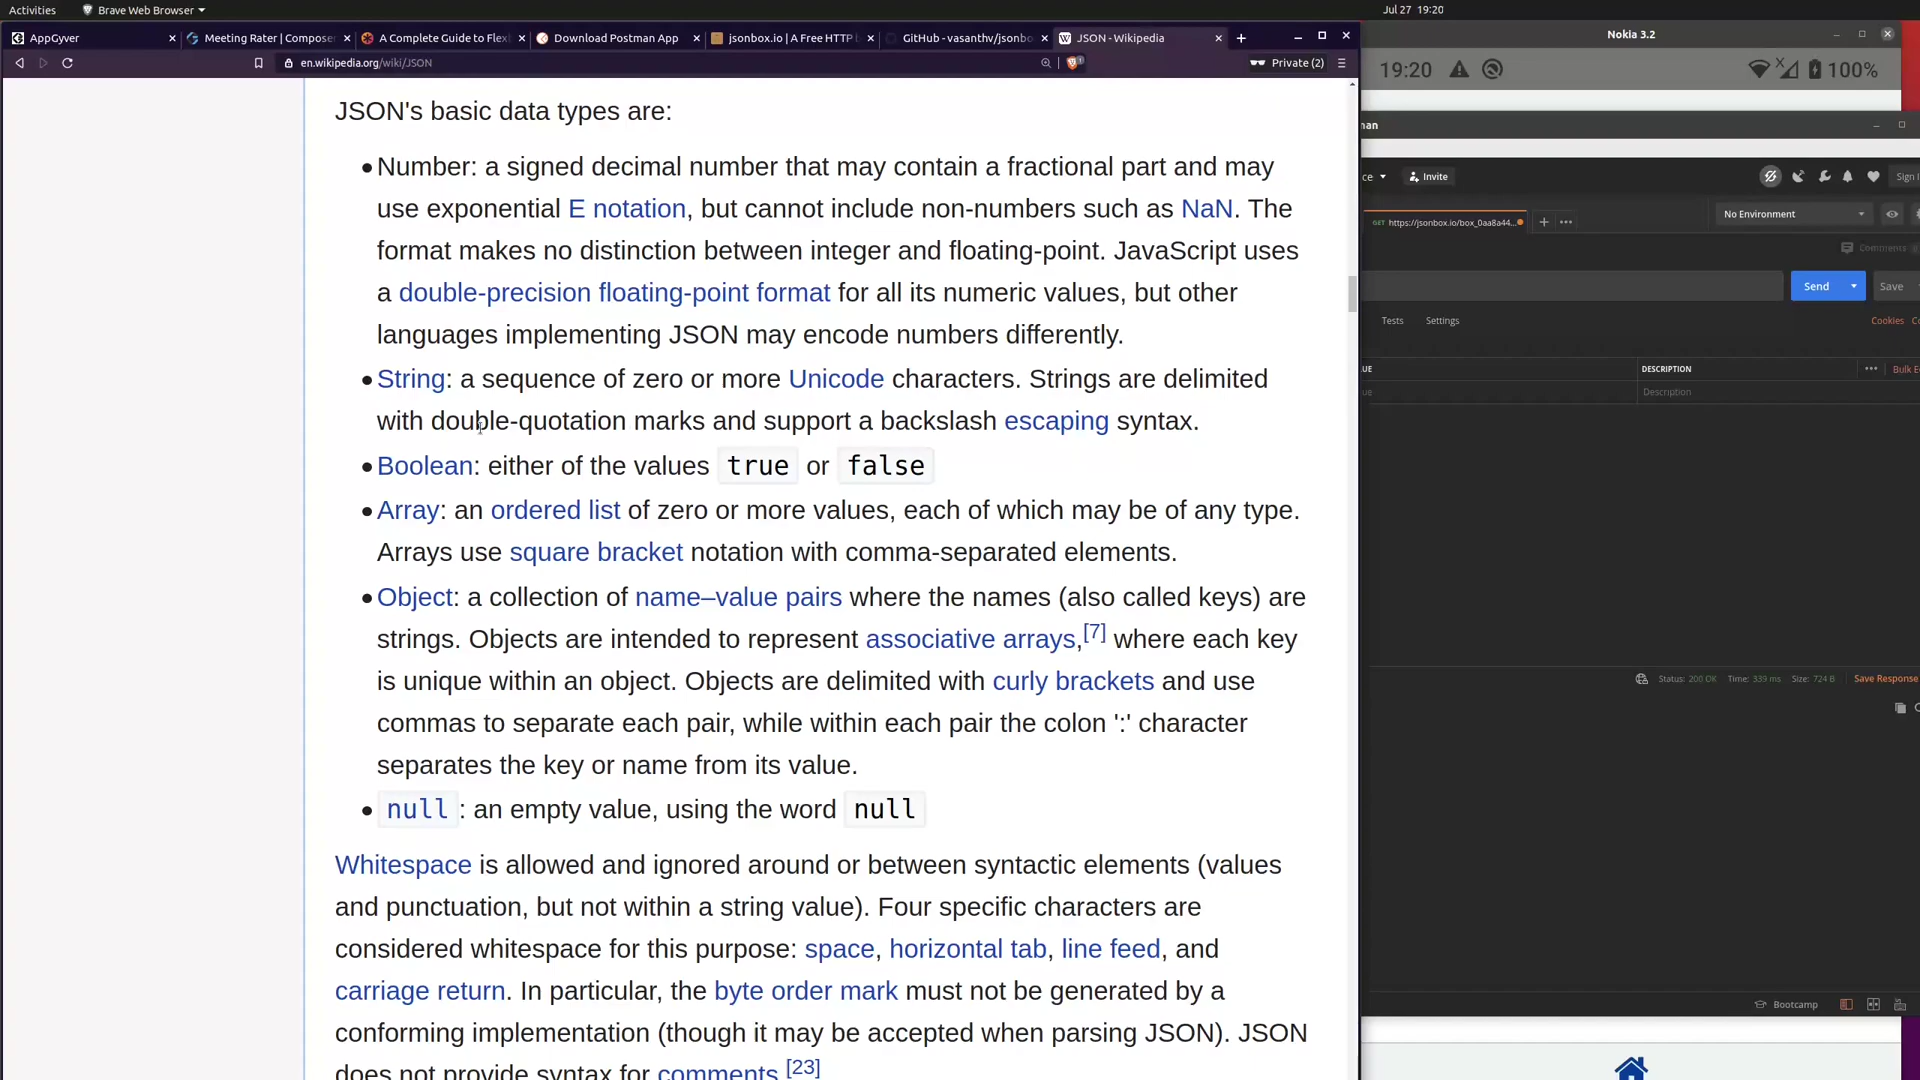 Activities
Brave Web Browser
Jul 27 19:20
AppGyver
Meeting Rater | Compose
A Complete Guide to Flex
Download Postman App
jsonbox.io | A Free HTTP
GitHub - vasanthv/jsonbo
JSON - Wikipedia
en.wikipedia.org/wiki/JSON
Private (2)
JSON's basic data types are:
Number: a signed decimal number that may contain a fractional part and may
use exponential E notation, but cannot include non-numbers such as NaN. The
format makes no distinction between integer and floating-point. JavaScript uses
a double-precision floating-point format for all its numeric values, but other
languages implementing JSON may encode numbers differently.
String: a sequence of zero or more Unicode characters. Strings are delimited
with double-quotation marks and support a backslash escaping syntax.
Boolean: either of the values true or false
Array: an ordered list of zero or more values, each of which may be of any type.
Arrays use square bracket notation with comma-separated elements.
Object: a collection of name–value pairs where the names (also called keys) are
strings. Objects are intended to represent associative arrays,[7] where each key
is unique within an object. Objects are delimited with curly brackets and use
commas to separate each pair, while within each pair the colon ':' character
separates the key or name from its value.
null: an empty value, using the word null
Whitespace is allowed and ignored around or between syntactic elements (values
and punctuation, but not within a string value). Four specific characters are
considered whitespace for this purpose: space, horizontal tab, line feed, and
carriage return. In particular, the byte order mark must not be generated by a
conforming implementation (though it may be accepted when parsing JSON). JSON
does not provide syntax for comments.[23]
Nokia 3.2
19:20
100%
man
ce
Invite
Sign I
GET https://jsonbox.io/box_0aa8a44...
No Environment
Comments
Send
Save
Tests
Settings
Cookies
Co
UE
DESCRIPTION
Bulk E
ue
Description
Status: 200 OK
Time: 339 ms
Size: 724 B
Save Response
Bootcamp